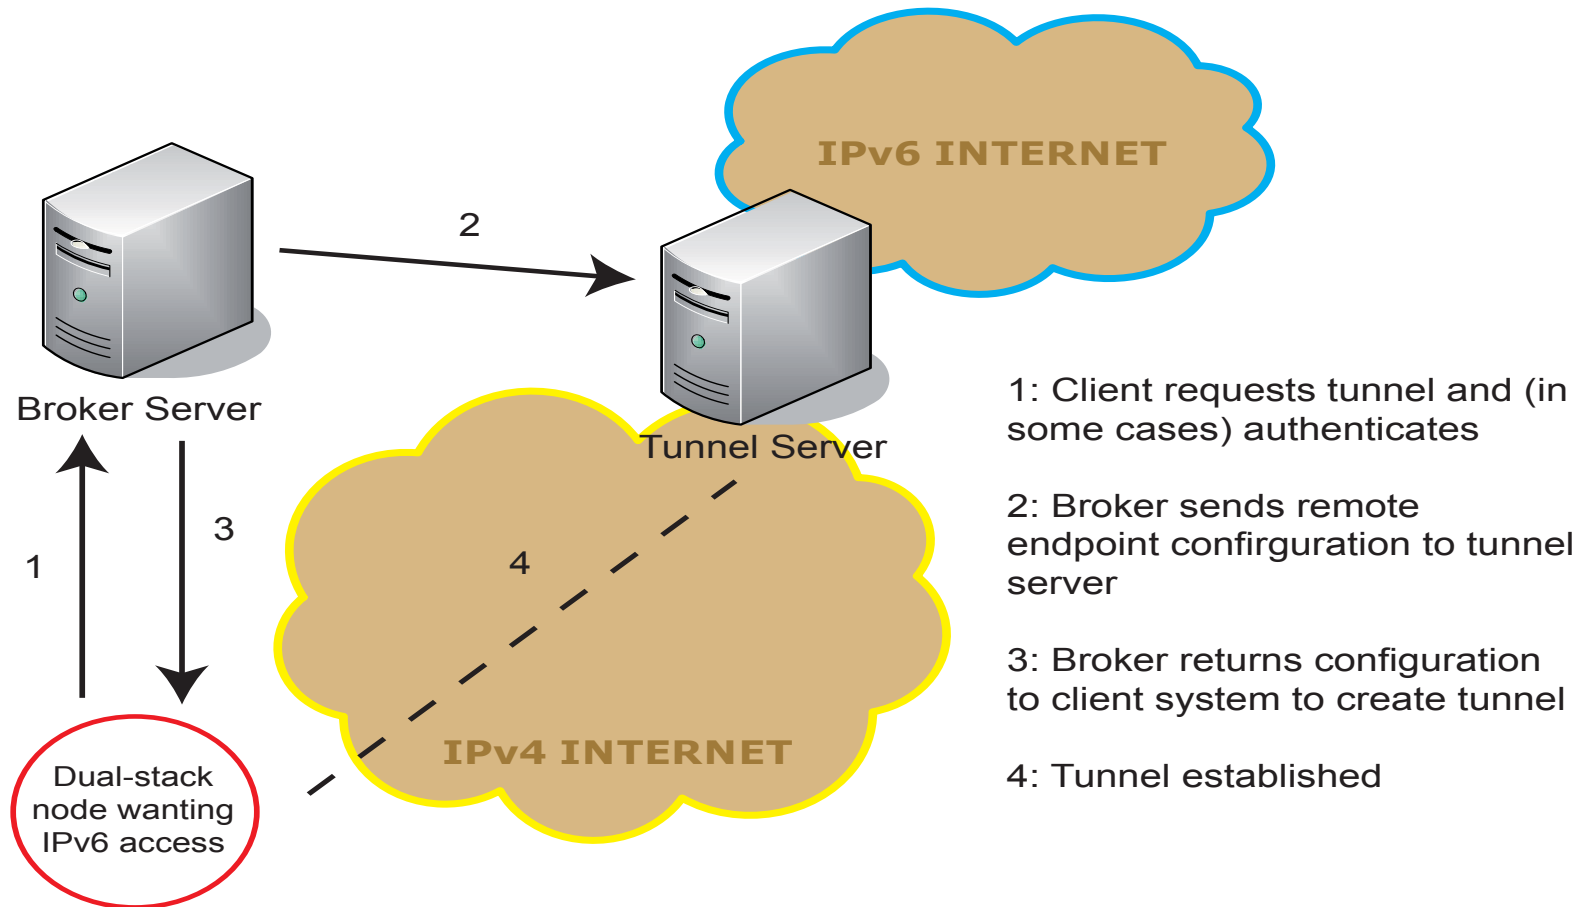 IPv6 INTERNET
2
Broker Server
Tunnel Server
1
3
4
IPv4 INTERNET
Dual-stack
node wanting
IPv6 access
1: Client requests tunnel and (in
some cases) authenticates
2: Broker sends remote
endpoint confirguration to tunnel
server
3: Broker returns configuration
to client system to create tunnel
4: Tunnel established